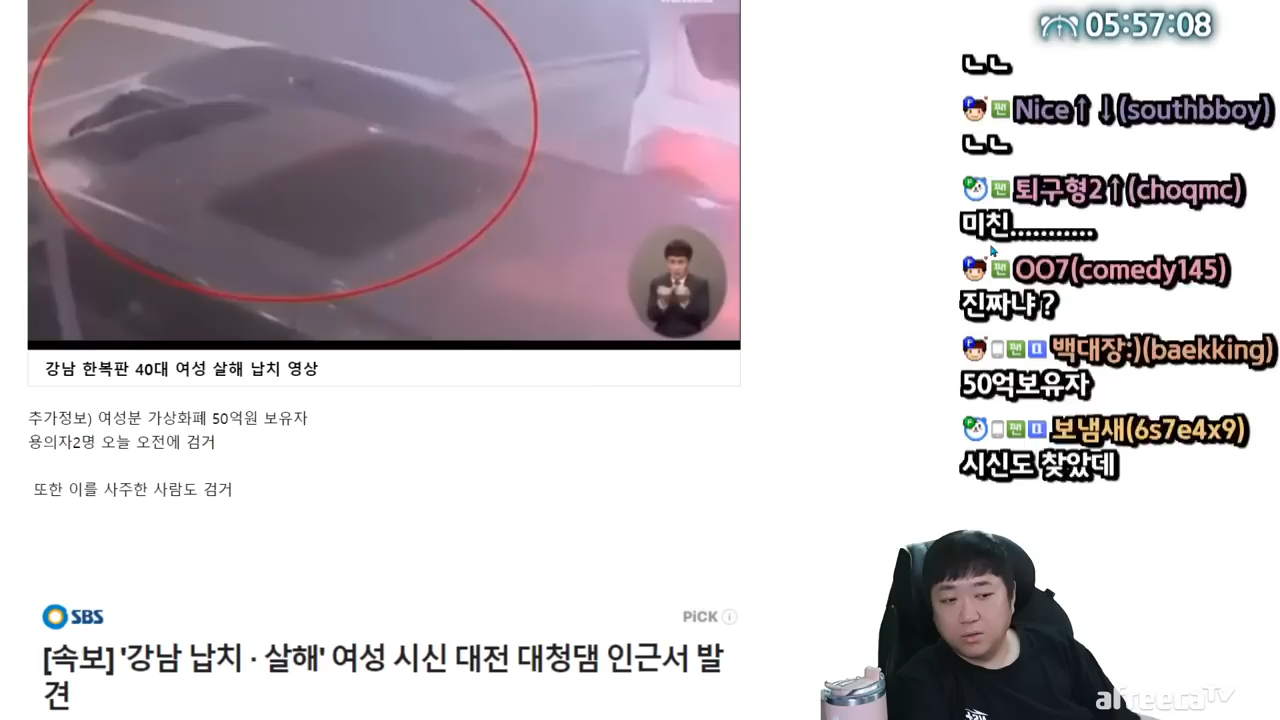 05:57:08
ㄴㄴ
Nice↑↓(southbboy)
ㄴㄴ
퇴구형2↑(choqmc)
미친...........
OO7(comedy145)
진짜냐?
백대장:)(baekking)
50억보유자
보냄새(6s7e4x9)
시신도 찾았데
강남 한복판 40대 여성 살해 납치 영상
추가정보) 여성분 가상화폐 50억원 보유자
용의자2명 오늘 오전에 검거
또한 이를 사주한 사람도 검거
SBS
PiCK
[속보] '강남 납치 · 살해' 여성 시신 대전 대청댐 인근서 발
견
afreecaTV